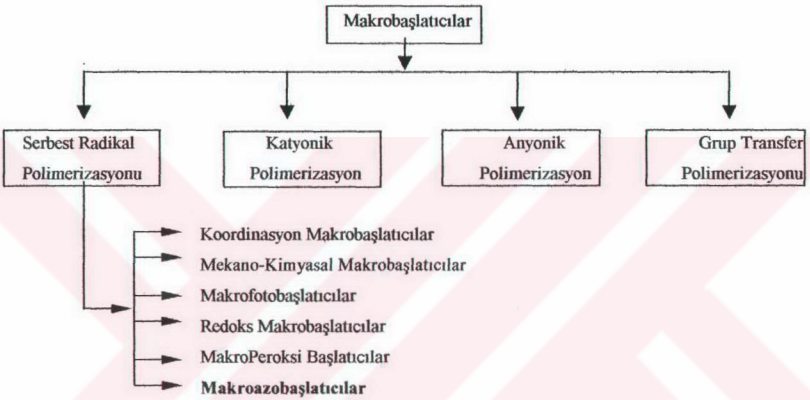 Makrobaşlatıcılar
Serbest Radikal
Polimerizasyonu
Katyonik
Polimerizasyon
Anyonik
Polimerizasyon
Grup Transfer
Polimerizasyonu
Koordinasyon Makrobaşlatıcılar
Mekano-Kimyasal Makrobaşlatıcılar
Makrofotobaşlatıcılar
Redoks Makrobaşlatıcılar
MakroPeroksi Başlatıcılar
Makroazobaşlatıcılar